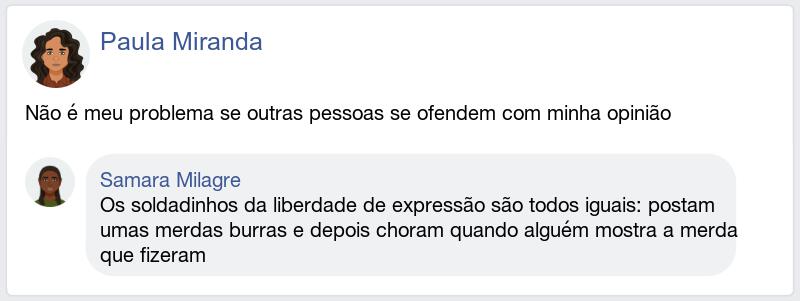 Paula Miranda
Não é meu problema se outras pessoas se ofendem com minha opinião
Samara Milagre
Os soldadinhos da liberdade de expressão são todos iguais: postam
umas merdas burras e depois choram quando alguém mostra a merda
que fizeram